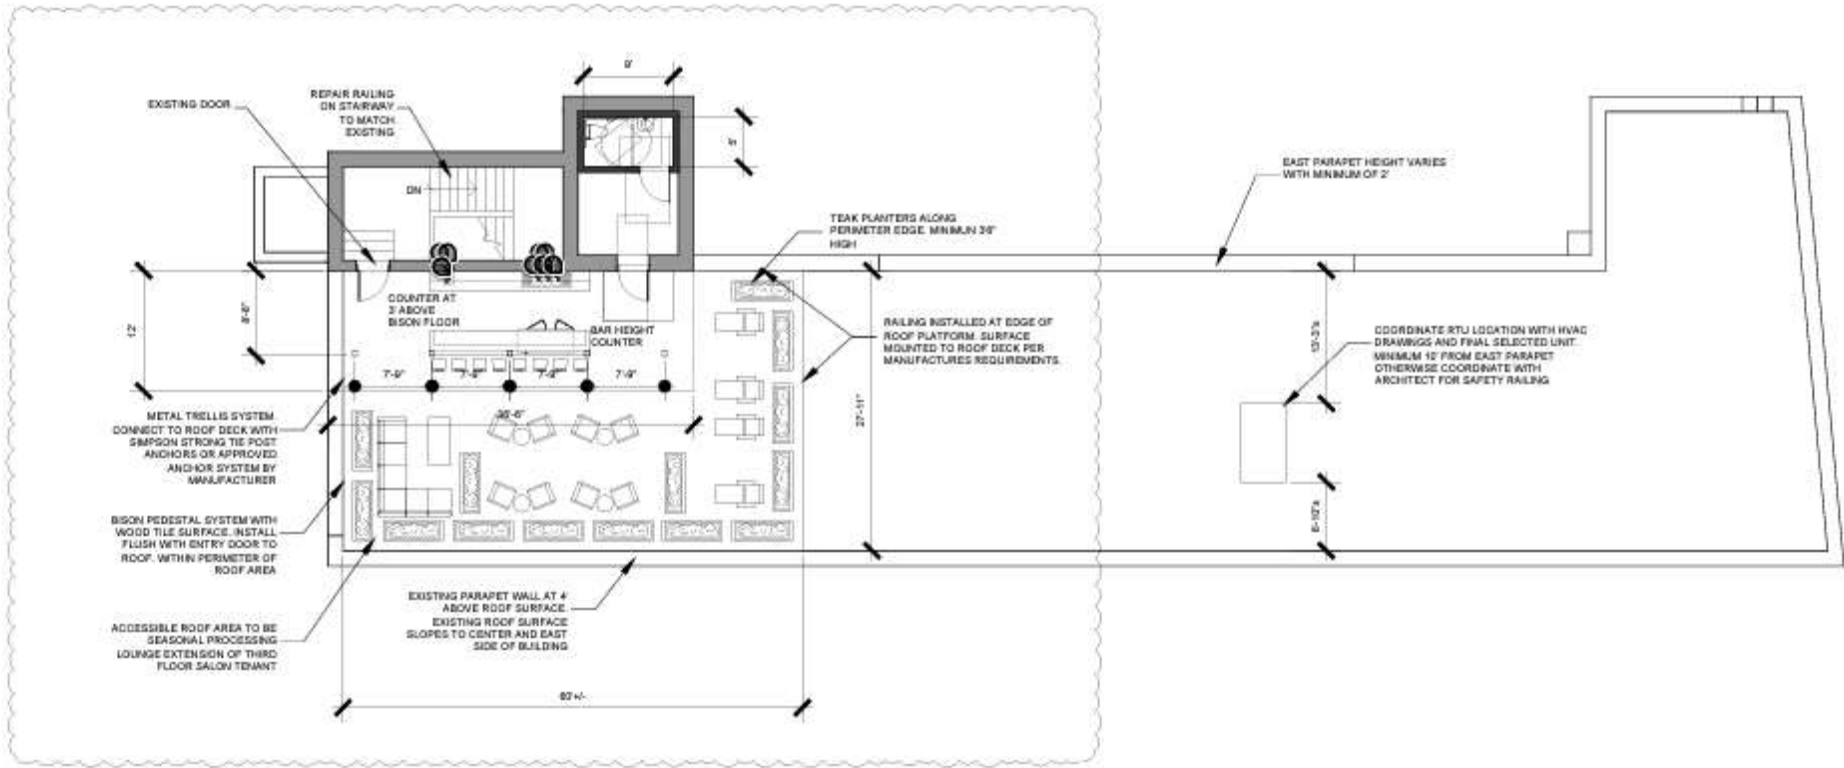 9'
EXISTING DOOR
REPAIR RAILING
ON STAIRWAY
TO MATCH
EXISTING
5'
DN
EAST PARAPET HEIGHT VARIES
WITH MINIMUM OF 2'
TEAK PLANTERS ALONG
PERIMETER EDGE. MINIMUN 36"
HIGH
COUNTER AT
3' ABOVE
BISON FLOOR
12'
8'-6"
BAR HEIGHT
COUNTER
RAILING INSTALLED AT EDGE OF
ROOF PLATFORM. SURFACE
MOUNTED TO ROOF DECK PER
MANUFACTURES REQUIREMENTS.
COORDINATE RTU LOCATION WITH HVAC
DRAWINGS AND FINAL SELECTED UNIT.
MINIMUM 10' FROM EAST PARAPET
OTHERWISE COORDINATE WITH
ARCHITECT FOR SAFETY RAILING
7'-9" 7'-9" 7'-9" 7'-9"
36'-6"
27'-11"
METAL TRELLIS SYSTEM.
CONNECT TO ROOF DECK WITH
SIMPSON STRONG TIE POST
ANCHORS OR APPROVED
ANCHOR SYSTEM BY
MANUFACTURER
BISON PEDESTAL SYSTEM WITH
WOOD TILE SURFACE. INSTALL
FLUSH WITH ENTRY DOOR TO
ROOF. WITHIN PERIMETER OF
ROOF AREA
EXISTING PARAPET WALL AT 4'
ABOVE ROOF SURFACE.
EXISTING ROOF SURFACE
SLOPES TO CENTER AND EAST
SIDE OF BUILDING
ACCESSIBLE ROOF AREA TO BE
SEASONAL PROCESSING
LOUNGE EXTENSION OF THIRD
FLOOR SALON TENANT